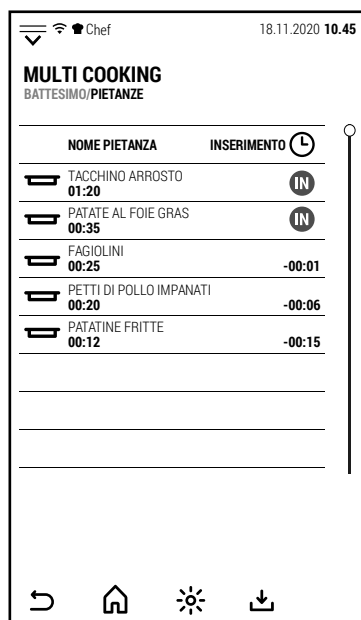 Chef 18.11.2020 10.45
MULTI COOKING
BATTESIMO/PIETANZE
NOME PIETANZA INSERIMENTO
TACCHINO ARROSTO
01:20 IN
PATATE AL FOIE GRAS
00:35 IN
FAGIOLINI
00:25 -00:01
PETTI DI POLLO IMPANATI
00:20 -00:06
PATATINE FRITTE
00:12 -00:15